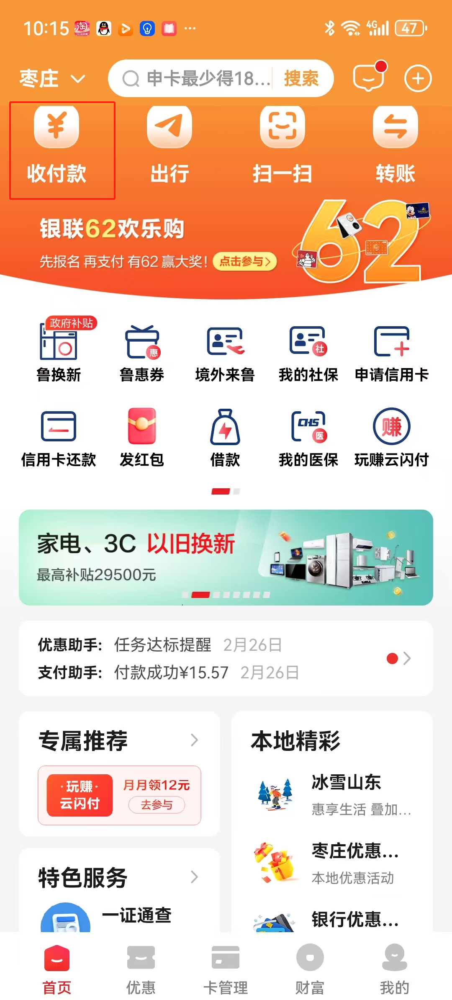 10:15
淘
4G
47
枣庄
申卡最少得18...
搜索
收付款
出行
扫一扫
转账
银联62欢乐购
先报名 再支付 有62 赢大奖!
点击参与>
62
政府补贴
惠
社
鲁换新
鲁惠券
境外来鲁
我的社保
申请信用卡
CHS
医
赚
信用卡还款
发红包
借款
我的医保
玩赚云闪付
家电、3C 以旧换新
最高补贴29500元
优惠助手: 任务达标提醒 2月26日
支付助手: 付款成功¥15.57 2月26日
专属推荐
·玩赚·
云闪付
月月领12元
去参与
特色服务
一证通查
本地精彩
冰雪山东
惠享生活 叠加...
枣庄优惠...
本地优惠活动
银行优惠...
首页
优惠
卡管理
财富
我的